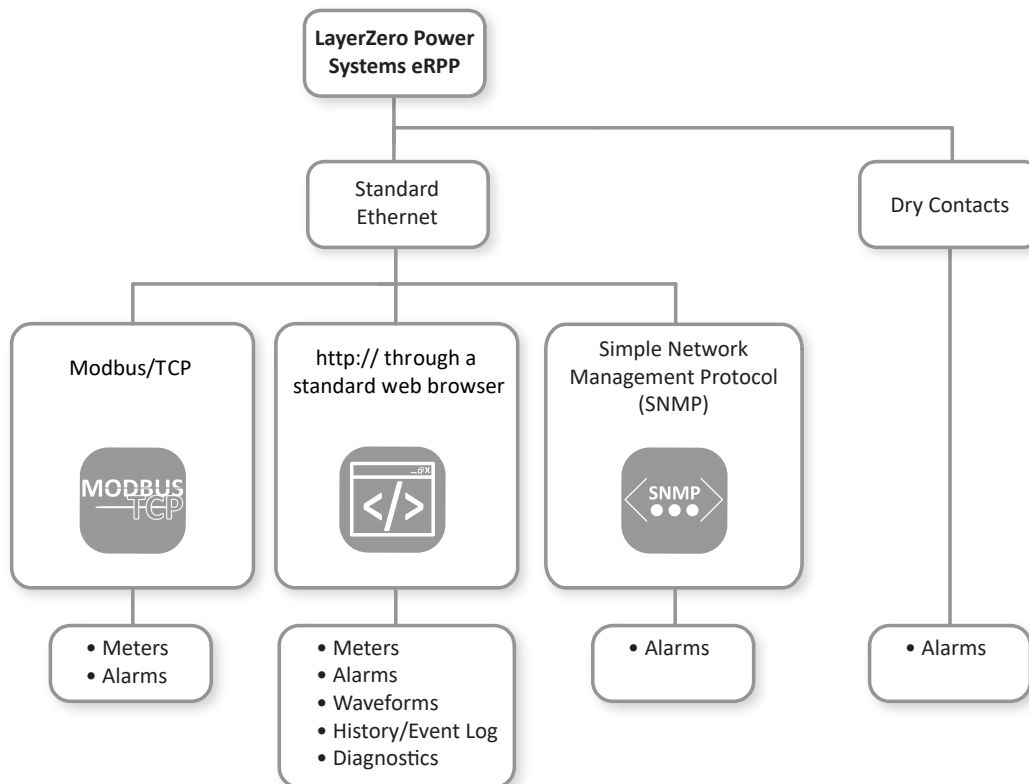 LayerZero Power
Systems eRPP
Standard
Ethernet
Dry Contacts
Modbus/TCP
MODBUS
TCP
http:// through a
standard web browser
</>
Simple Network
Management Protocol
(SNMP)
SNMP
• Meters
• Alarms
• Meters
• Alarms
• Waveforms
• History/Event Log
• Diagnostics
• Alarms
• Alarms